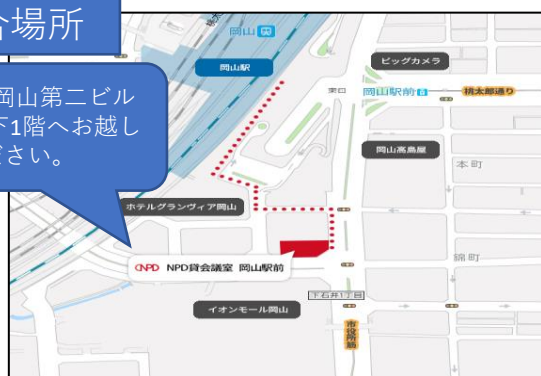 合場所
岡山第二ビル
下1階へお越し
ださい。
岡山
岡山駅
ビッグカメラ
東口
岡山駅前
桃太郎通り
岡山高島屋
本町
ホテルグランヴィア岡山
NPD NPD貸会議室 岡山駅前
錦町
下石井1丁目
イオンモール岡山
市役所筋